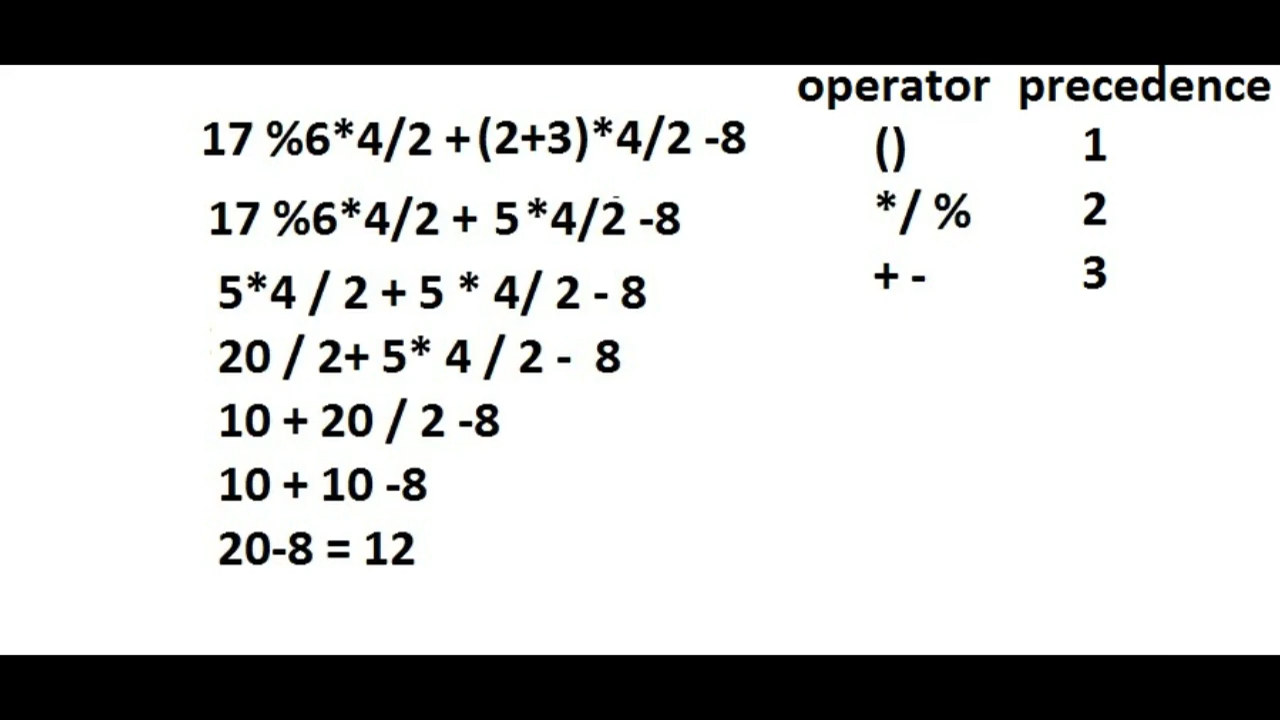 operator precedence
17 %6*4/2 +(2+3)*4/2 -8
() 1
17 %6*4/2 + 5*4/2 -8
*/ % 2
5*4 / 2 + 5 * 4/ 2 - 8
+ - 3
20 / 2+ 5* 4 / 2 - 8
10 + 20 / 2 -8
10 + 10 -8
20-8 = 12